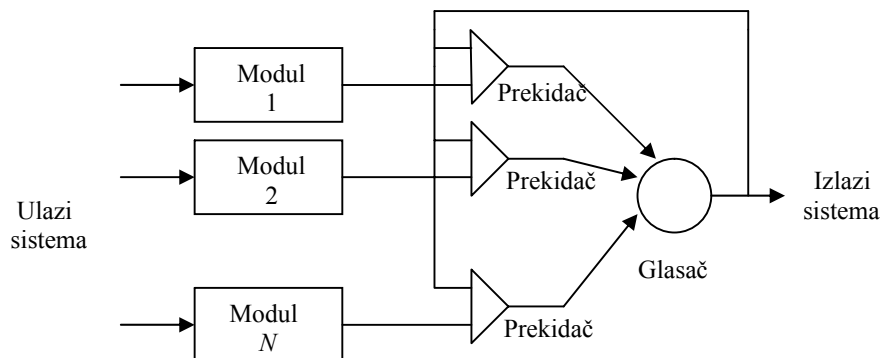 Modul
1
Prekidač
Modul
2
Prekidač
Ulazi
sistema
Izlazi
sistema
Glasač
Modul
N
Prekidač